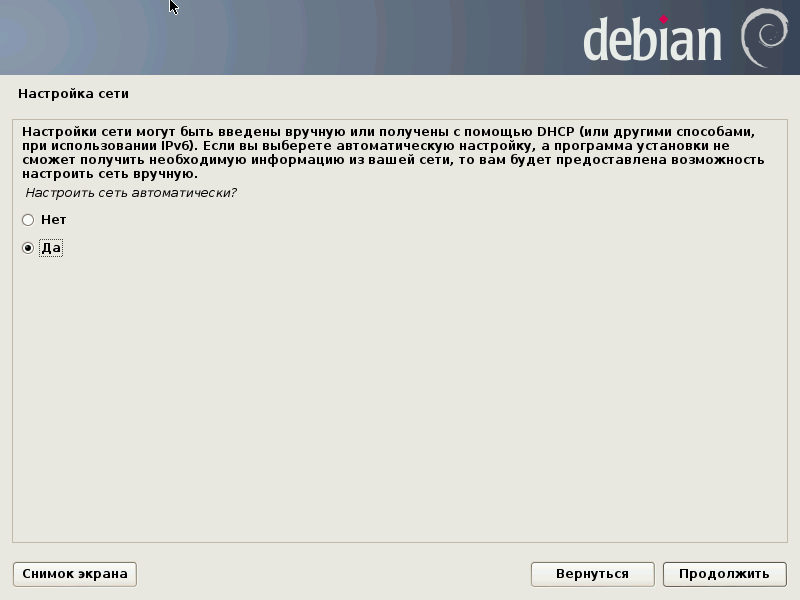 debian
Настройка сети
Настройки сети могут быть введены вручную или получены с помощью DHCP (или другими способами,
при использовании IPv6). Если вы выберете автоматическую настройку, а программа установки не
сможет получить необходимую информацию из вашей сети, то вам будет предоставлена возможность
настроить сеть вручную.
Настроить сеть автоматически?
Нет
Да
Снимок экрана
Вернуться
Продолжить